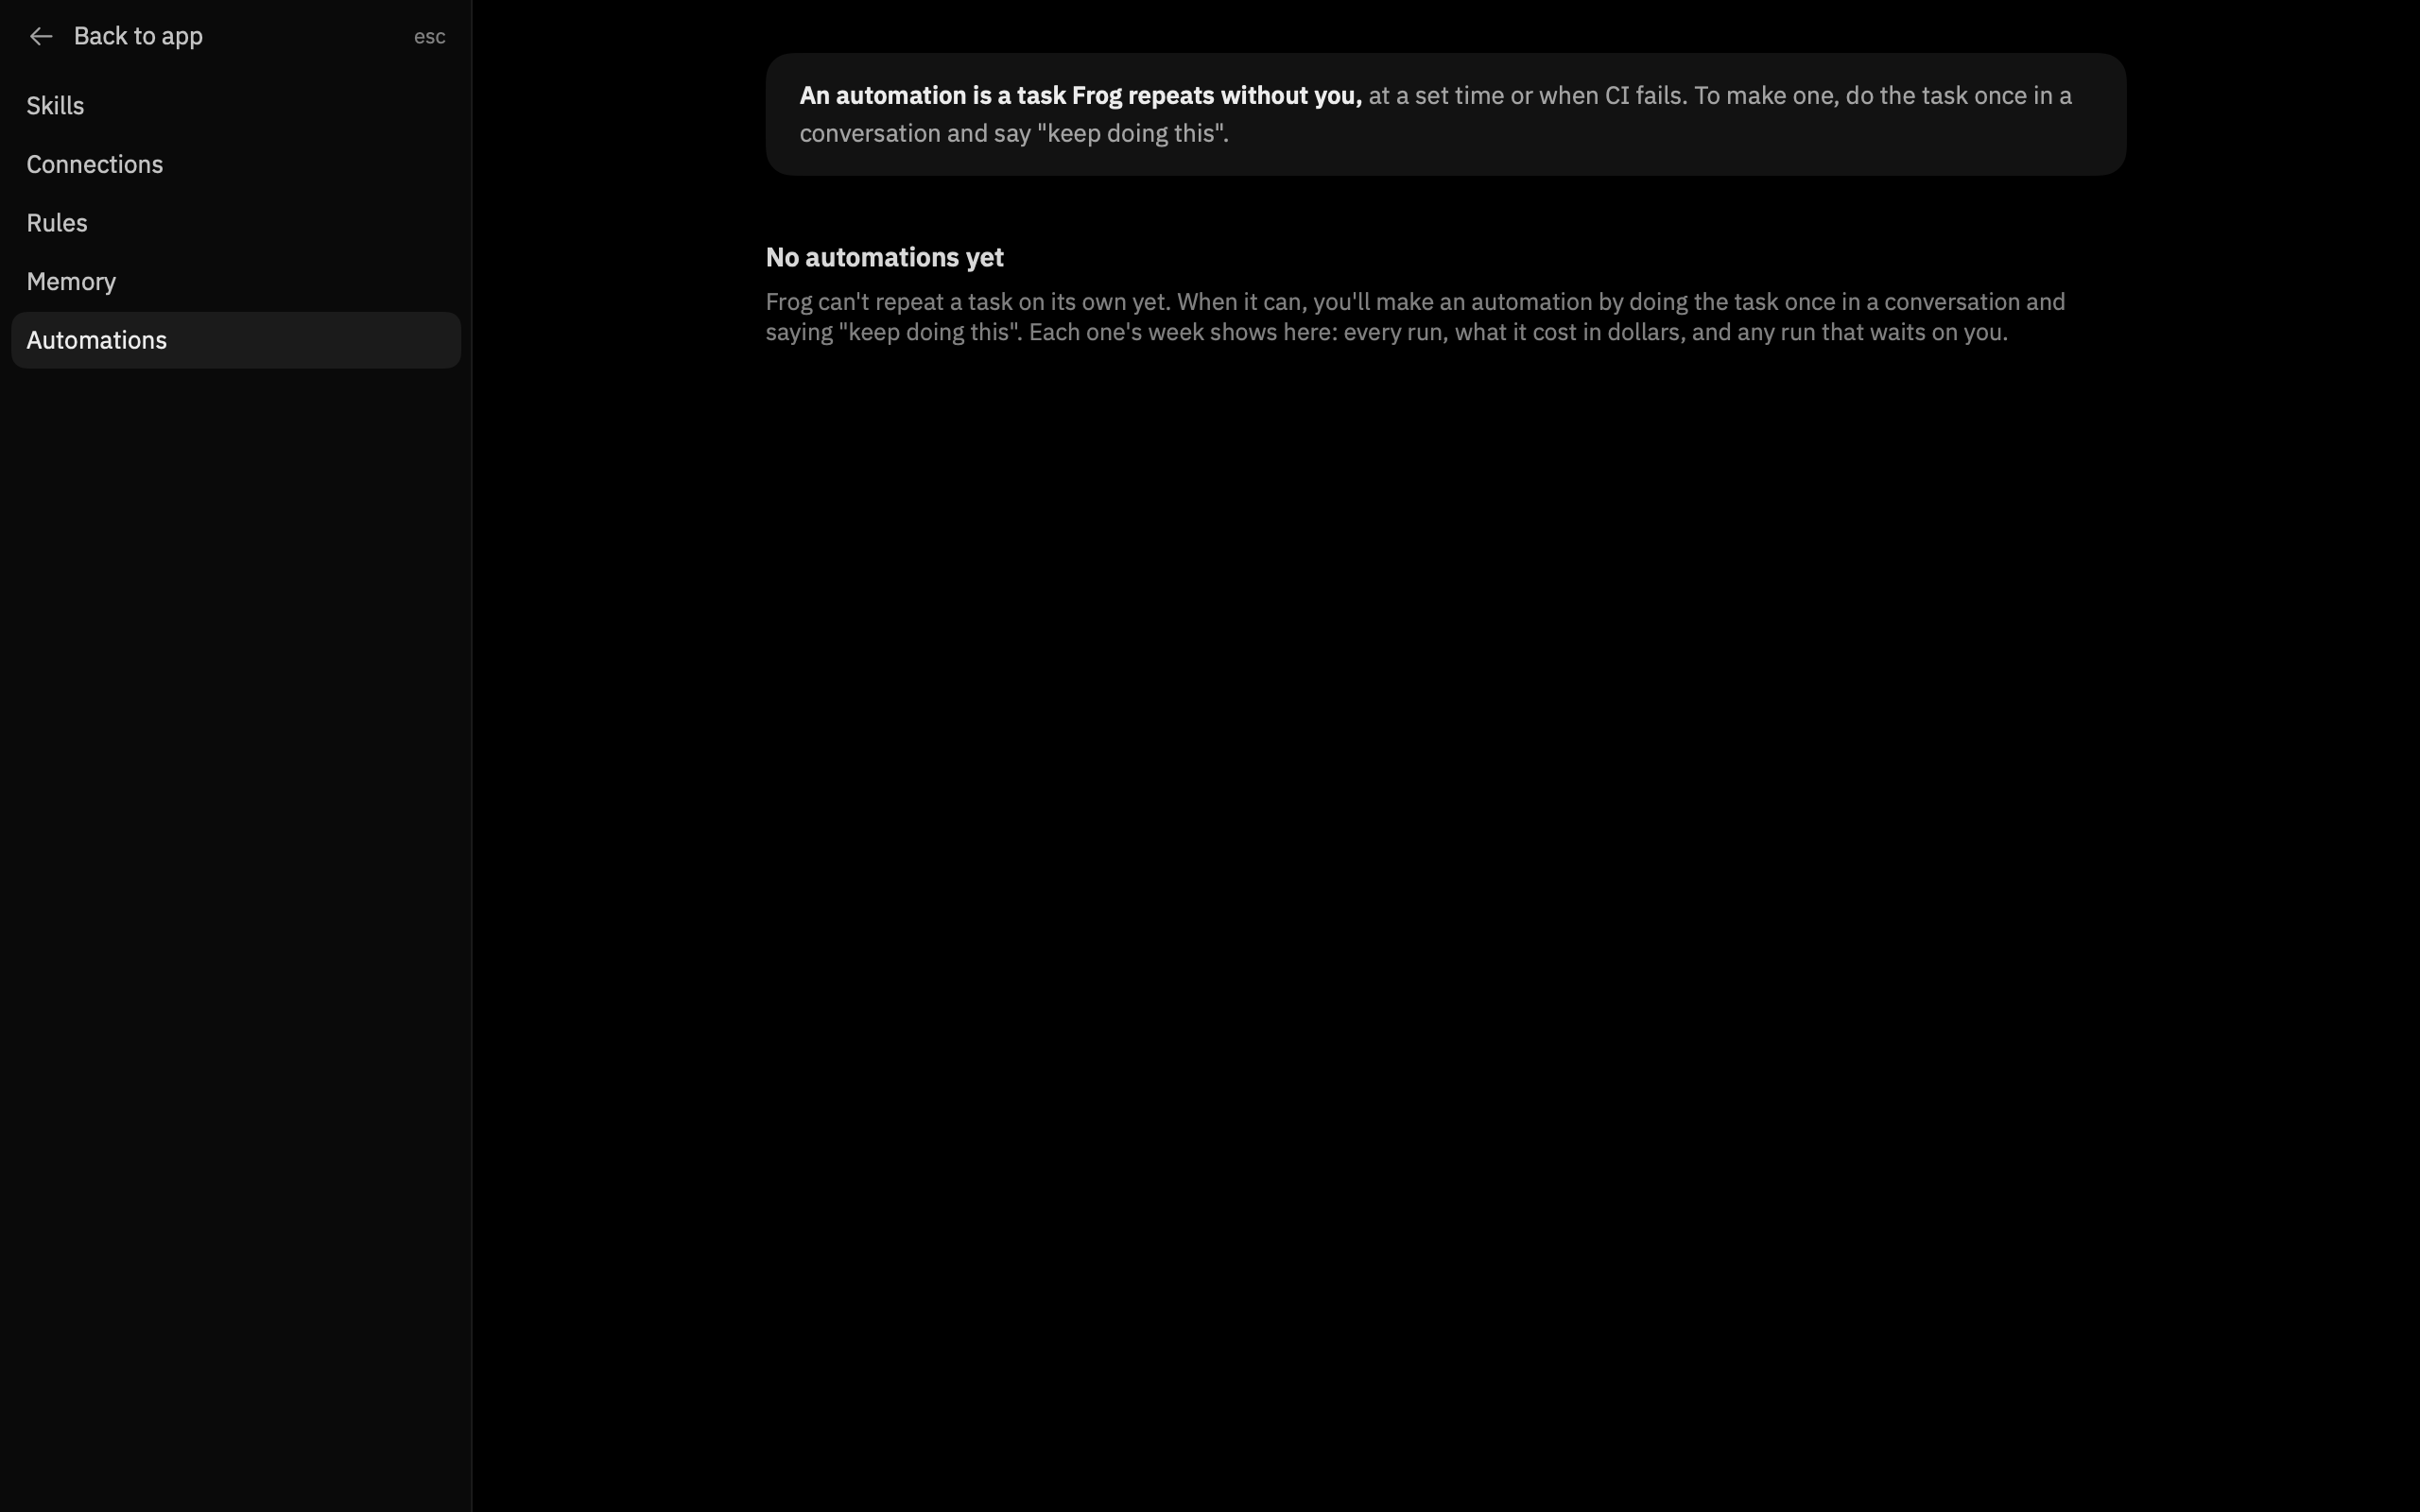 Back to app
esc
Skills
Connections
Rules
Memory
Automations
An automation is a task Frog repeats without you, at a set time or when CI fails. To make one, do the task once in a
conversation and say "keep doing this".
No automations yet
Frog can't repeat a task on its own yet. When it can, you'll make an automation by doing the task once in a conversation and
saying "keep doing this". Each one's week shows here: every run, what it cost in dollars, and any run that waits on you.